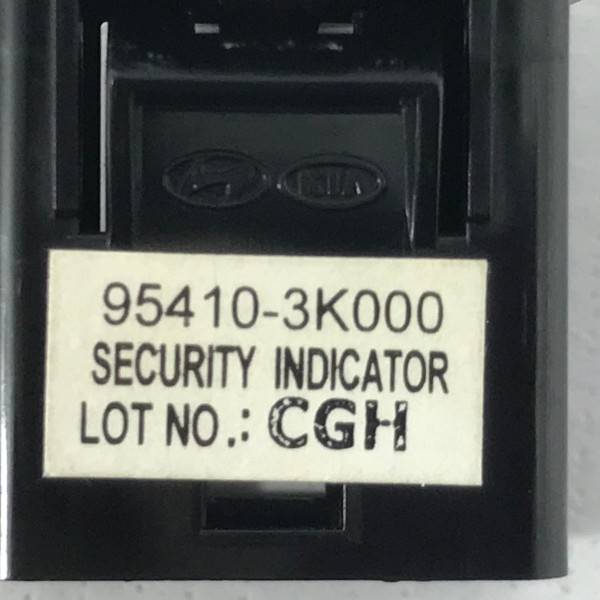 KIA
95410-3K000
SECURITY INDICATOR
LOT NO.: CGH